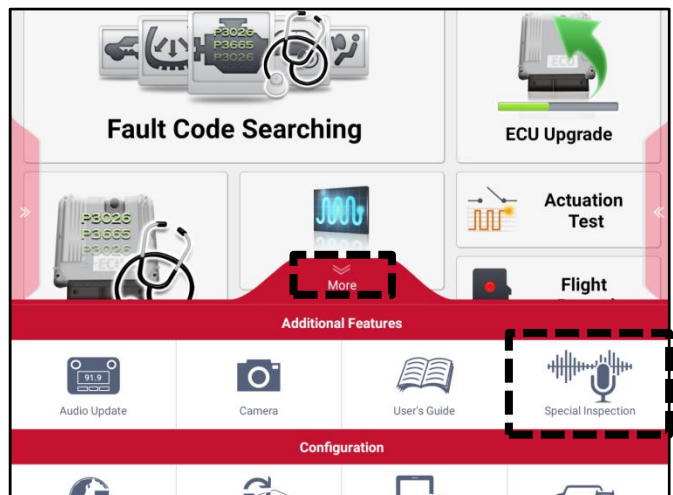 P3026
P3665
P3026
ECU
Fault Code Searching
ECU Upgrade
P3026
P3665
P3026
ECU
Actuation
Test
Flight
More
Additional Features
91.9
Audio Update
Camera
User's Guide
Special Inspection
Configuration